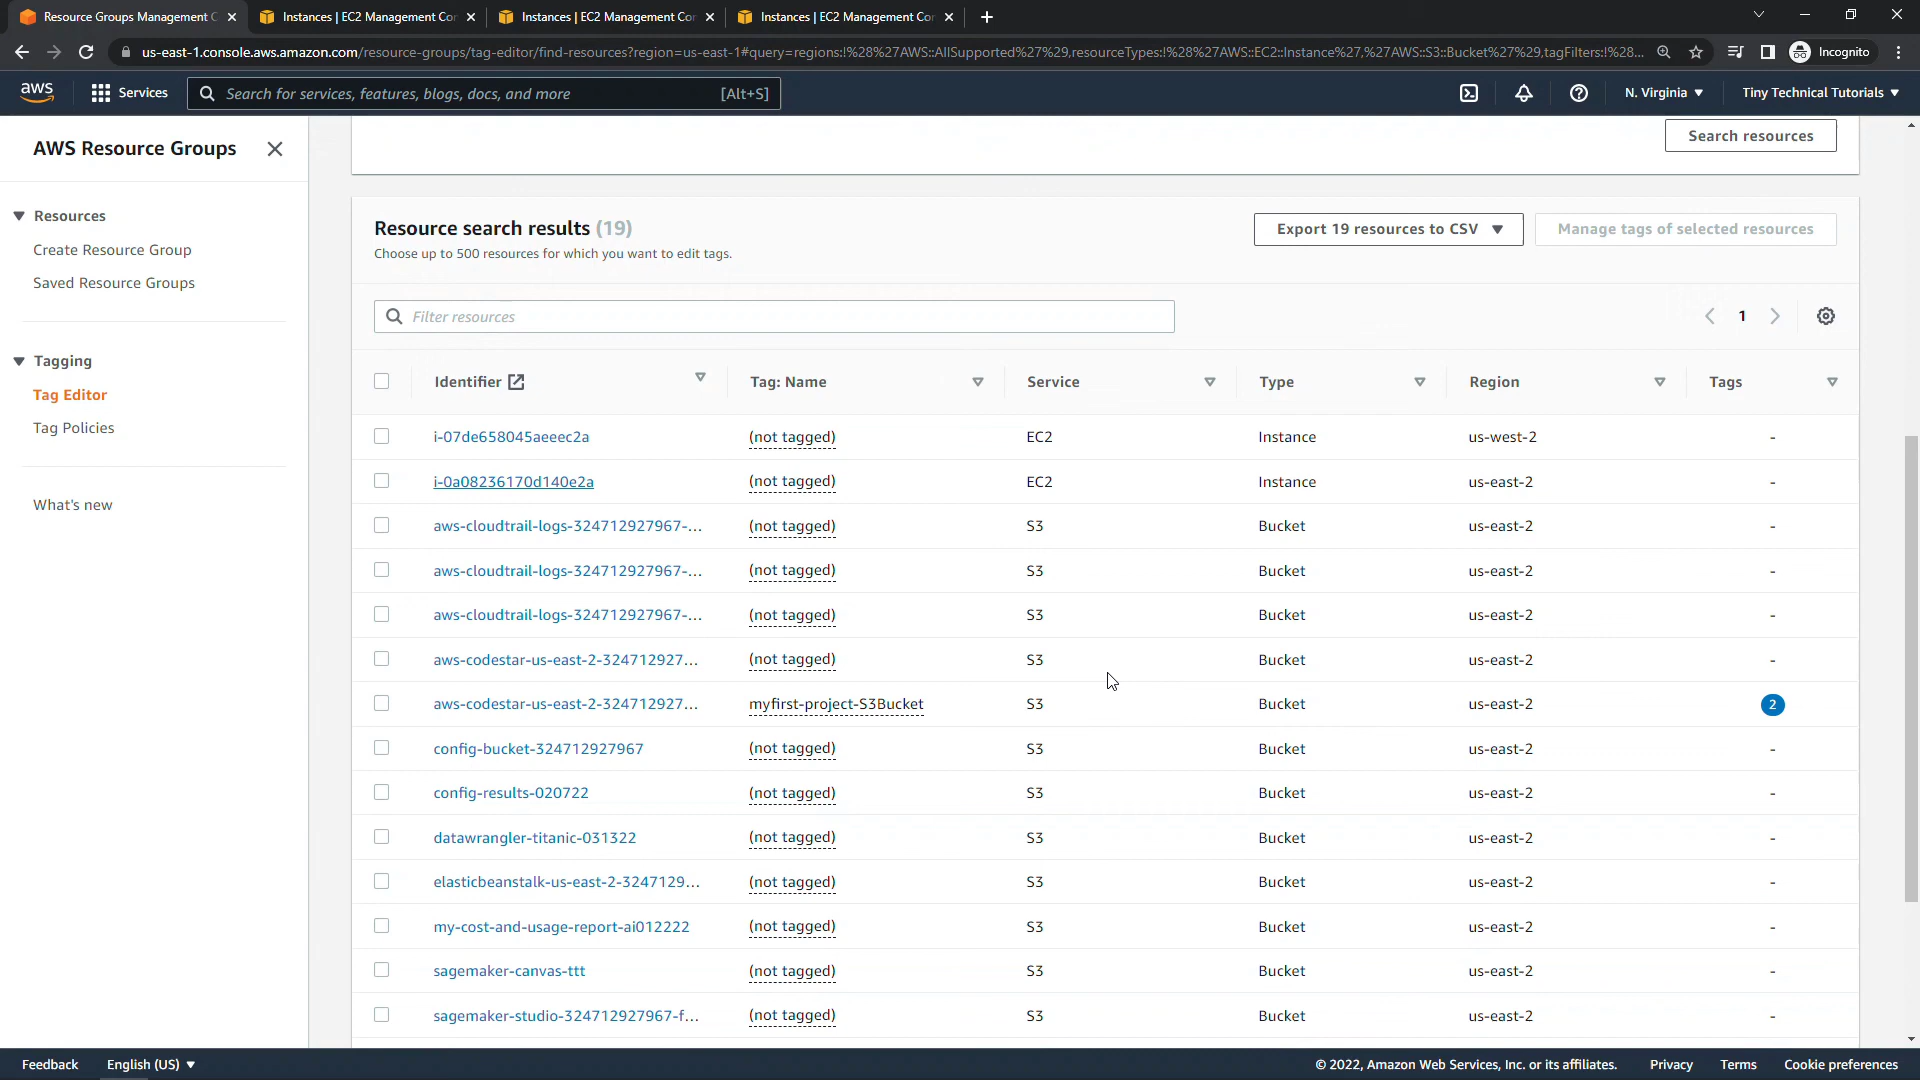 Resource Groups Management C
Instances | EC2 Management Cor
Instances | EC2 Management Cor
Instances | EC2 Management Cor
us-east-1.console.aws.amazon.com/resource-groups/tag-editor/find-resources?region=us-east-1#query=regions:!%28%27AWS::AllSupported%27%29,resourceTypes:!%28%27AWS::EC2::Instance%27,%27AWS::S3::Bucket%27%29,tagFilters:!%28...
Incognito
aws
Services
Search for services, features, blogs, docs, and more
[Alt+S]
N. Virginia
Tiny Technical Tutorials
AWS Resource Groups
Resources
Create Resource Group
Saved Resource Groups
Tagging
Tag Editor
Tag Policies
What's new
Search resources
Resource search results (19)
Choose up to 500 resources for which you want to edit tags.
Export 19 resources to CSV
Manage tags of selected resources
Filter resources
1
Identifier Tag: Name Service Type Region Tags
i-07de658045aeeec2a (not tagged) EC2 Instance us-west-2 -
i-0a08236170d140e2a (not tagged) EC2 Instance us-east-2 -
aws-cloudtrail-logs-324712927967-... (not tagged) S3 Bucket us-east-2 -
aws-cloudtrail-logs-324712927967-... (not tagged) S3 Bucket us-east-2 -
aws-cloudtrail-logs-324712927967-... (not tagged) S3 Bucket us-east-2 -
aws-codestar-us-east-2-324712927... (not tagged) S3 Bucket us-east-2 -
aws-codestar-us-east-2-324712927... myfirst-project-S3Bucket S3 Bucket us-east-2 2
config-bucket-324712927967 (not tagged) S3 Bucket us-east-2 -
config-results-020722 (not tagged) S3 Bucket us-east-2 -
datawrangler-titanic-031322 (not tagged) S3 Bucket us-east-2 -
elasticbeanstalk-us-east-2-3247129... (not tagged) S3 Bucket us-east-2 -
my-cost-and-usage-report-ai012222 (not tagged) S3 Bucket us-east-2 -
sagemaker-canvas-ttt (not tagged) S3 Bucket us-east-2 -
sagemaker-studio-324712927967-f... (not tagged) S3 Bucket us-east-2 -
Feedback English (US) © 2022, Amazon Web Services, Inc. or its affiliates. Privacy Terms Cookie preferences